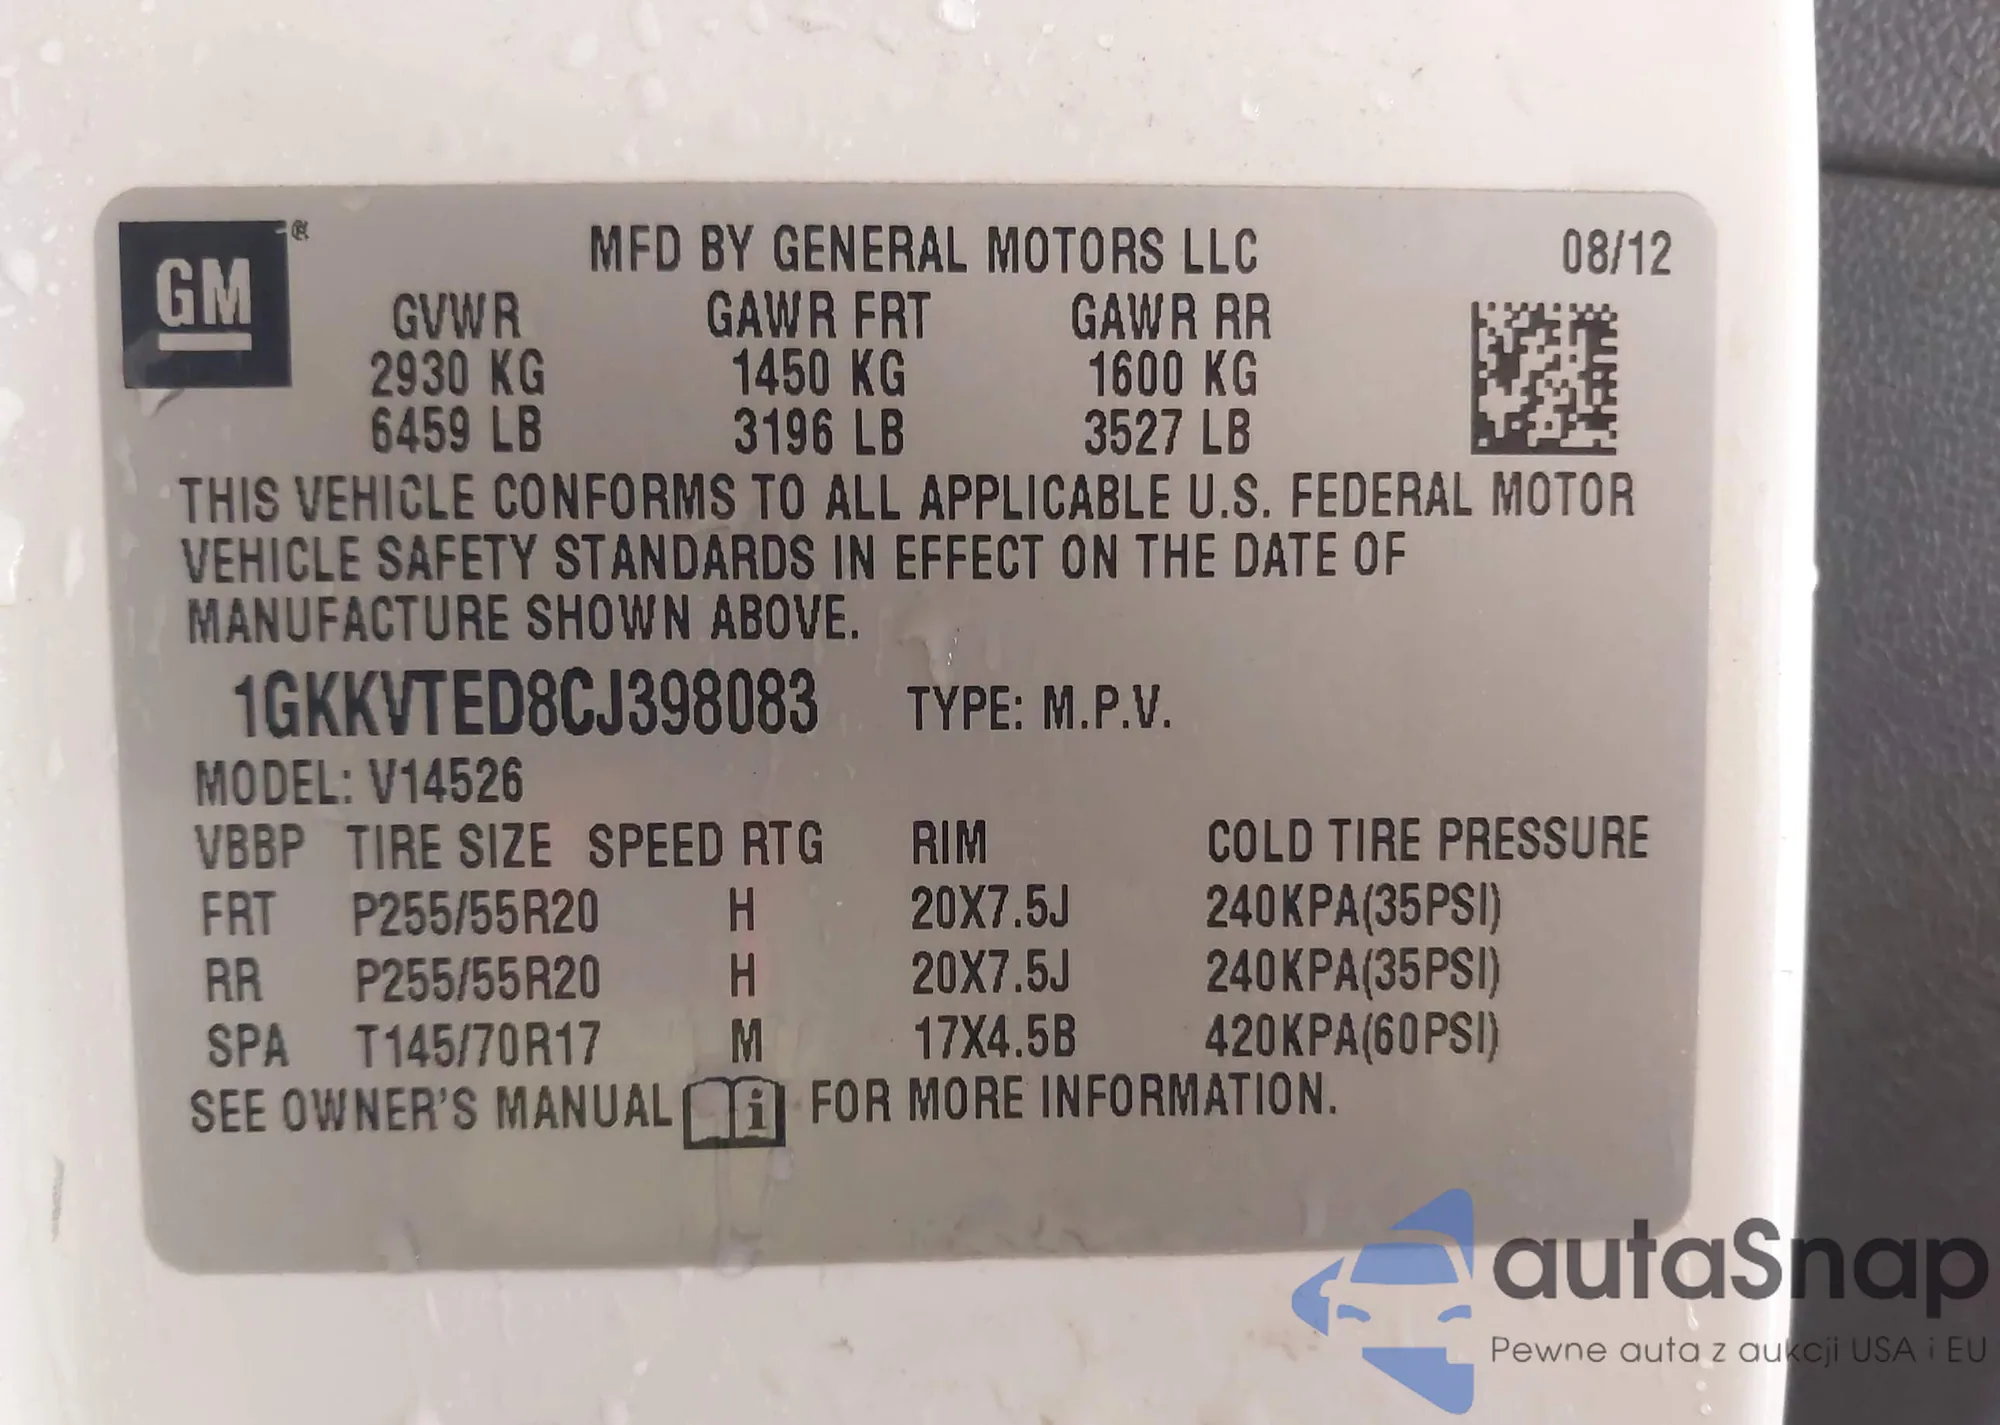 GM®
MFD BY GENERAL MOTORS LLC 08/12
GVWR GAWR FRT GAWR RR
2930 KG 1450 KG 1600 KG
6459 LB 3196 LB 3527 LB
THIS VEHICLE CONFORMS TO ALL APPLICABLE U.S. FEDERAL MOTOR
VEHICLE SAFETY STANDARDS IN EFFECT ON THE DATE OF
MANUFACTURE SHOWN ABOVE.
1GKKVTED8CJ398083 TYPE: M.P.V.
MODEL: V14526
VBBP TIRE SIZE SPEED RTG RIM COLD TIRE PRESSURE
FRT P255/55R20 H 20X7.5J 240KPA(35PSI)
RR P255/55R20 H 20X7.5J 240KPA(35PSI)
SPA T145/70R17 M 17X4.5B 420KPA(60PSI)
SEE OWNER'S MANUAL i FOR MORE INFORMATION.
autaSnap
Pewne auta z aukcji USA i EU